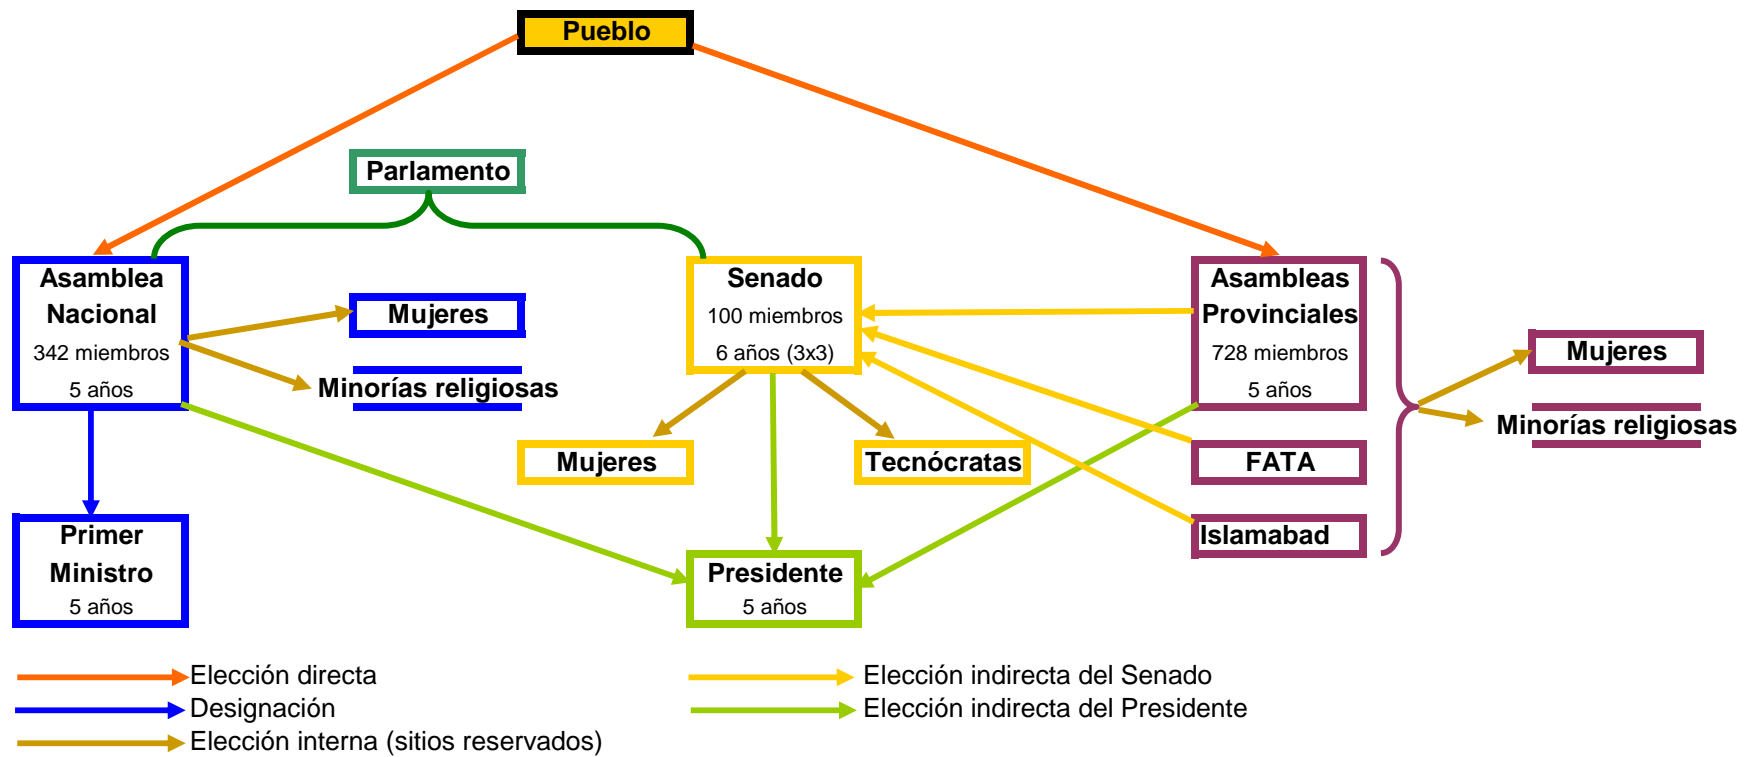 Pueblo
Parlamento
Asamblea
Nacional
342 miembros
5 años
Mujeres
Minorías religiosas
Senado
100 miembros
6 años (3x3)
Mujeres
Tecnócratas
Asambleas
Provinciales
728 miembros
5 años
FATA
Islamabad
Mujeres
Minorías religiosas
Primer
Ministro
5 años
Presidente
5 años
Elección directa
Designación
Elección interna (sitios reservados)
Elección indirecta del Senado
Elección indirecta del Presidente